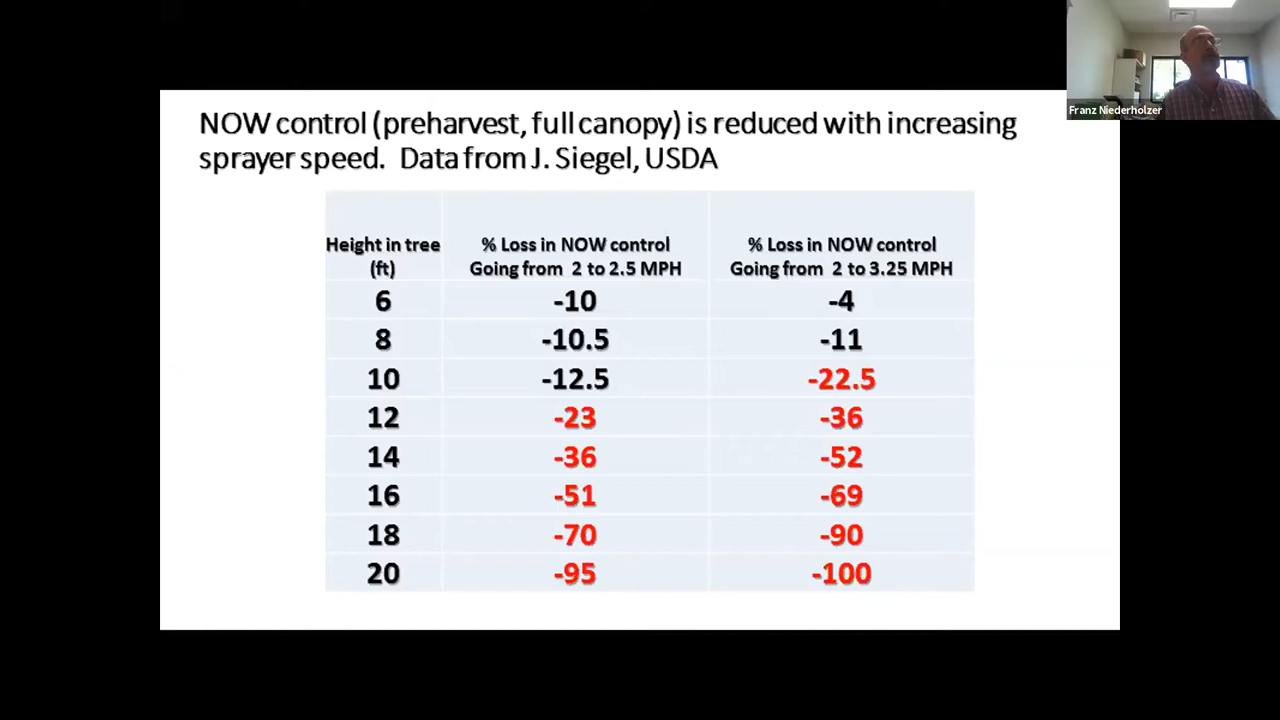 Franz Niederholzer
NOW control (preharvest, full canopy) is reduced with increasing
sprayer speed. Data from J. Siegel, USDA
Height in tree (ft) % Loss in NOW control Going from 2 to 2.5 MPH % Loss in NOW control Going from 2 to 3.25 MPH
6 -10 -4
8 -10.5 -11
10 -12.5 -22.5
12 -23 -36
14 -36 -52
16 -51 -69
18 -70 -90
20 -95 -100